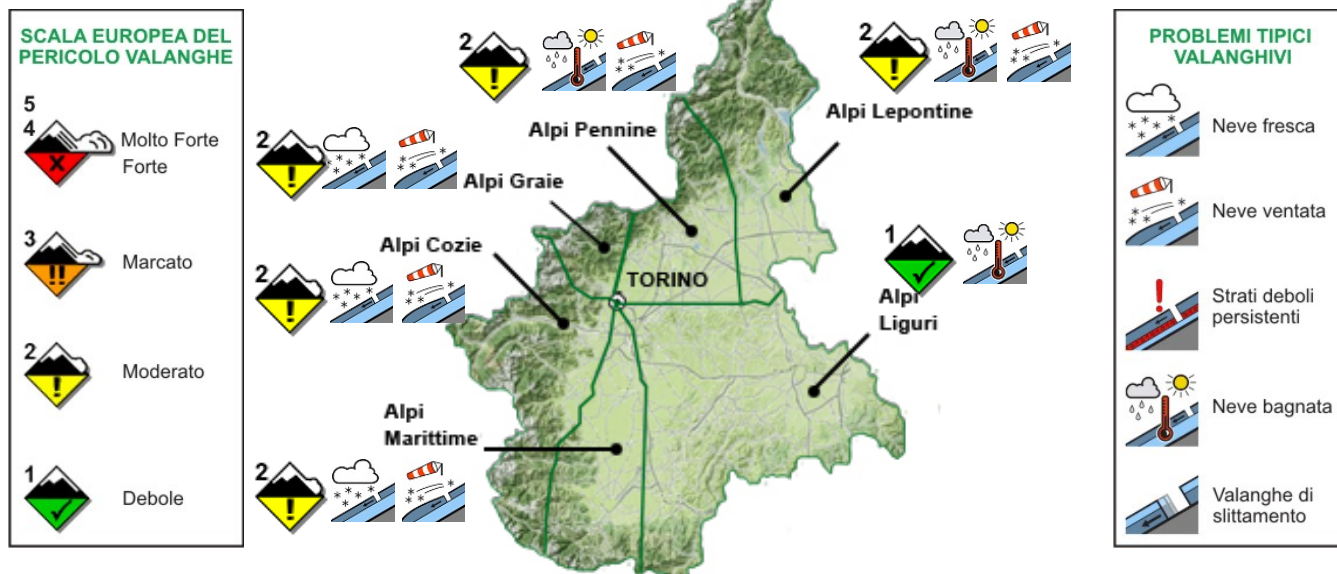 SCALA EUROPEA DEL
PERICOLO VALANGHE
5
4
Molto Forte
Forte
3
Marcato
2
Moderato
1
Debole
2
2
Alpi Pennine
Alpi Lepontine
2
Alpi Graie
Alpi Cozie
2
TORINO
1
Alpi
Liguri
Alpi
Marittime
2
PROBLEMI TIPICI
VALANGHIVI
Neve fresca
Neve ventata
Strati deboli
persistenti
Neve bagnata
Valanghe di
slittamento